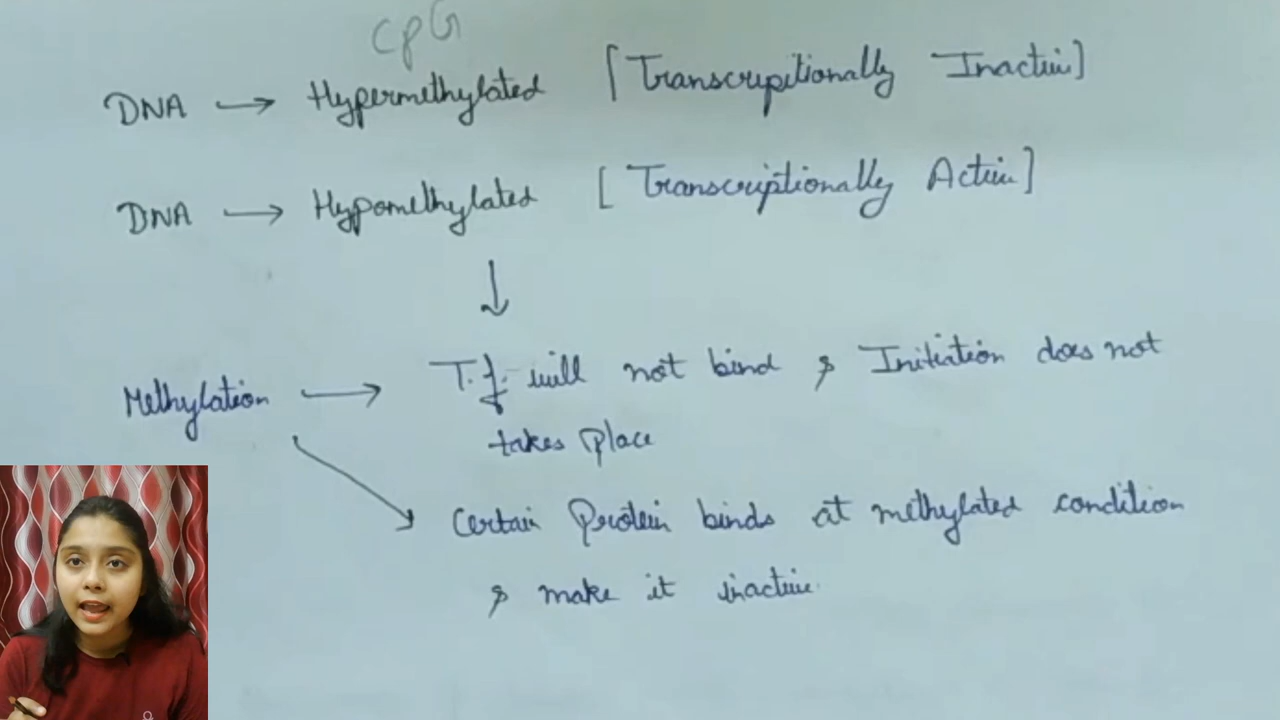 CpG
DNA → Hypermethylated [Transcriptionally Inactive]
DNA → Hypomethylated [Transcriptionally Active]
↓
Methylation → T.f. will not bind & Initiation does not
takes place
Certain Protein binds at methylated condition
& make it inactive.